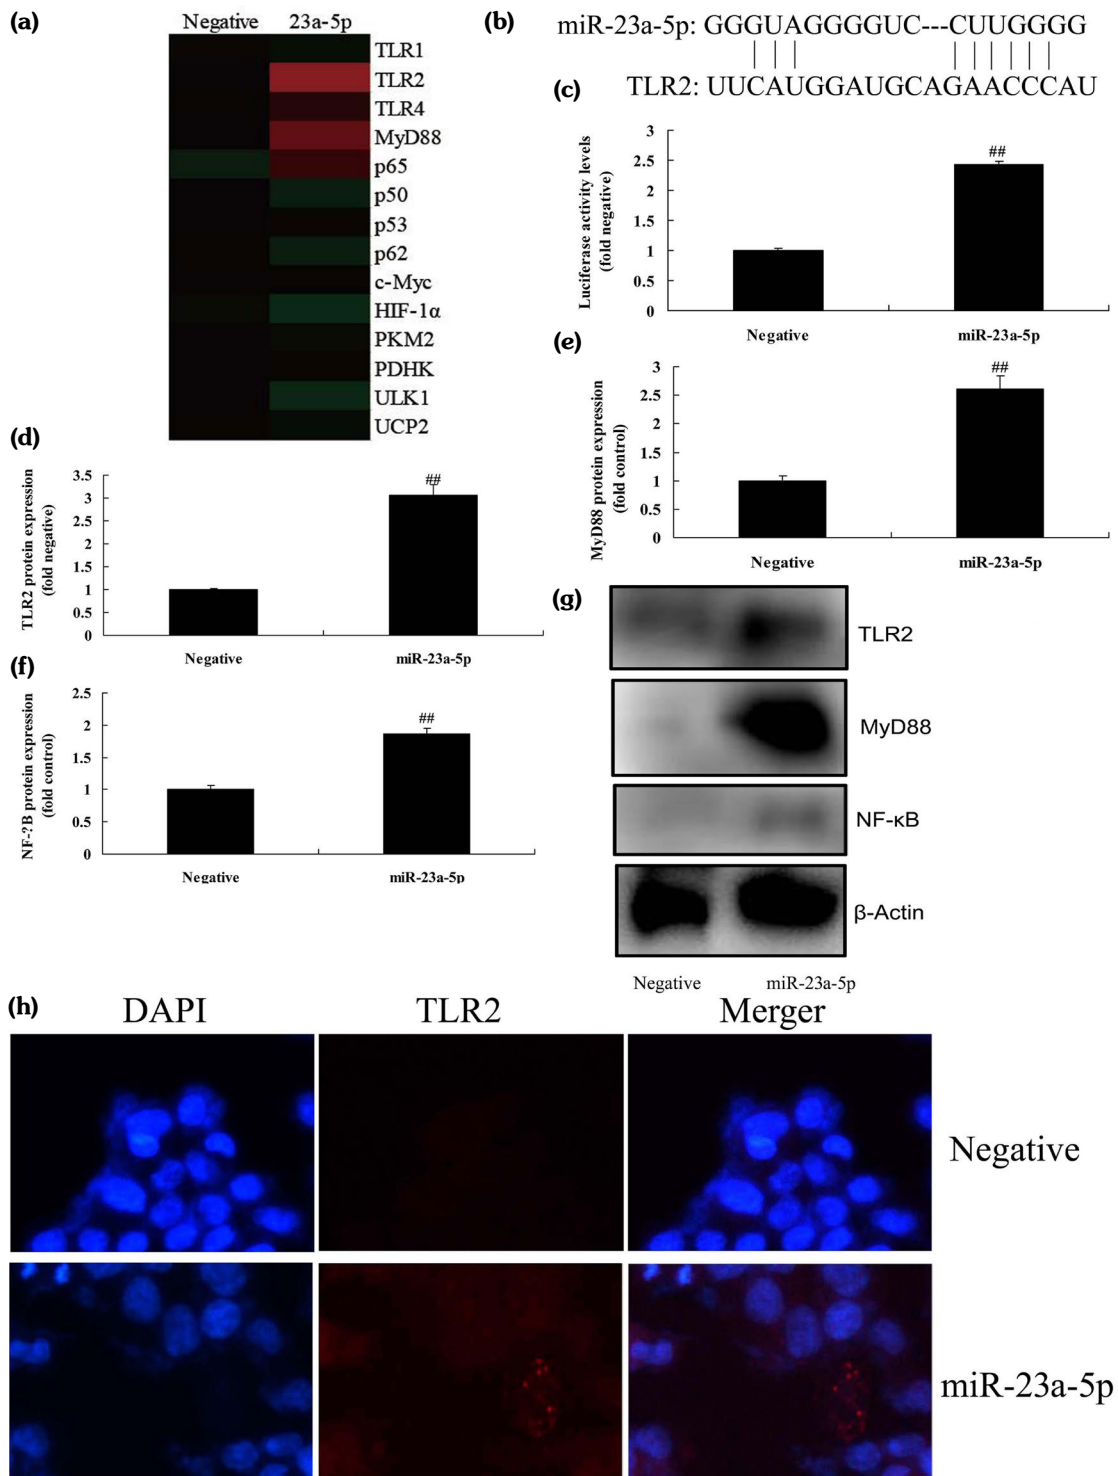 (a)
Negative 23a-5p
TLR1
TLR2
TLR4
MyD88
p65
p50
p53
p62
c-Myc
HIF-1α
PKM2
PDHK
ULK1
UCP2
(b)
miR-23a-5p: GGGUAGGGGUC---CUUGGGG
TLR2: UUCAUGGAUGCAGAACCCAU
(c)
Luciferase activity levels
(fold negative)
3
2.5
2
1.5
1
0.5
0
##
Negative miR-23a-5p
(d)
TLR2 protein expression
(fold negative)
3.5
3
2.5
2
1.5
1
0.5
0
##
Negative miR-23a-5p
(e)
MyD88 protein expression
(fold control)
3
2.5
2
1.5
1
0.5
0
##
Negative miR-23a-5p
(f)
NF-?B protein expression
(fold control)
2.5
2
1.5
1
0.5
0
##
Negative miR-23a-5p
(g)
TLR2
MyD88
NF-κB
β-Actin
Negative miR-23a-5p
(h)
DAPI TLR2 Merger
Negative
miR-23a-5p